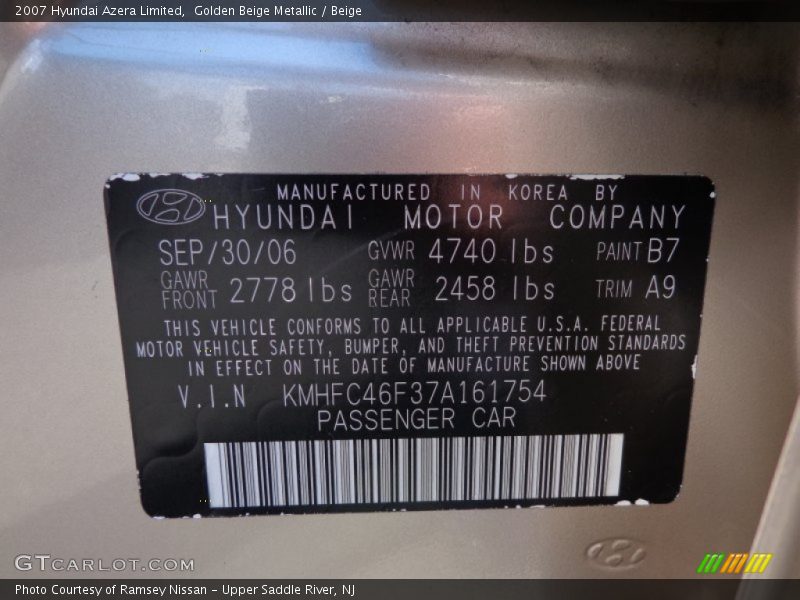 2007 Hyundai Azera Limited,  Golden Beige Metallic / Beige
MANUFACTURED IN KOREA BY
HYUNDAI MOTOR COMPANY
SEP/30/06 GVWR 4740 lbs PAINT B7
GAWR FRONT 2778 lbs GAWR REAR 2458 lbs TRIM A9
THIS VEHICLE CONFORMS TO ALL APPLICABLE U.S.A. FEDERAL
MOTOR VEHICLE SAFETY, BUMPER, AND THEFT PREVENTION STANDARDS
IN EFFECT ON THE DATE OF MANUFACTURE SHOWN ABOVE
V.I.N KMHFC46F37A161754
PASSENGER CAR
GTCARLOT.COM
Photo Courtesy of Ramsey Nissan - Upper Saddle River, NJ